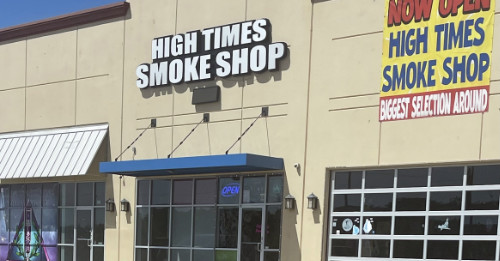 HIGH TIMES
SMOKE SHOP
OPEN
NOW OPEN
HIGH TIMES
SMOKE SHOP
BIGGEST SELECTION AROUND